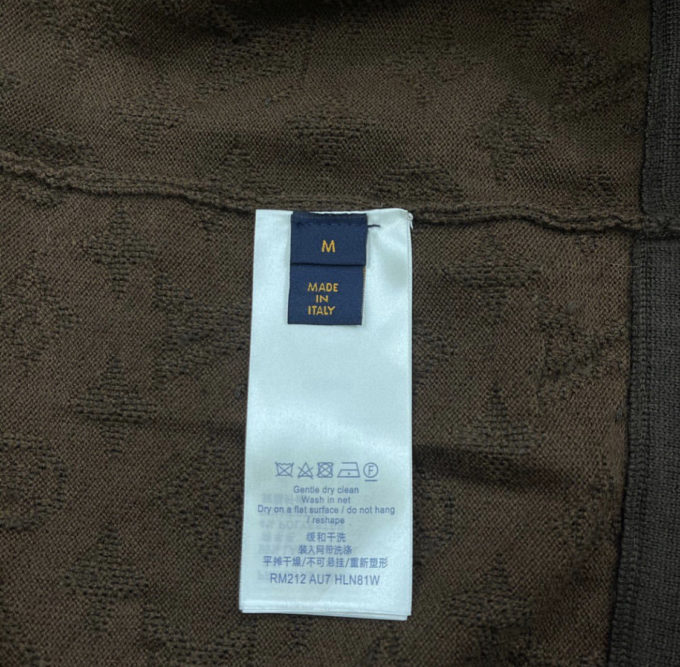 M
MADE
IN
ITALY
F
Gentle dry clean
Wash in net
Dry on a flat surface / do not hang
/ reshape
缓和干洗
装入网带洗涤
平摊干燥/不可悬挂/重新塑形
RM212 AU7 HLN81W